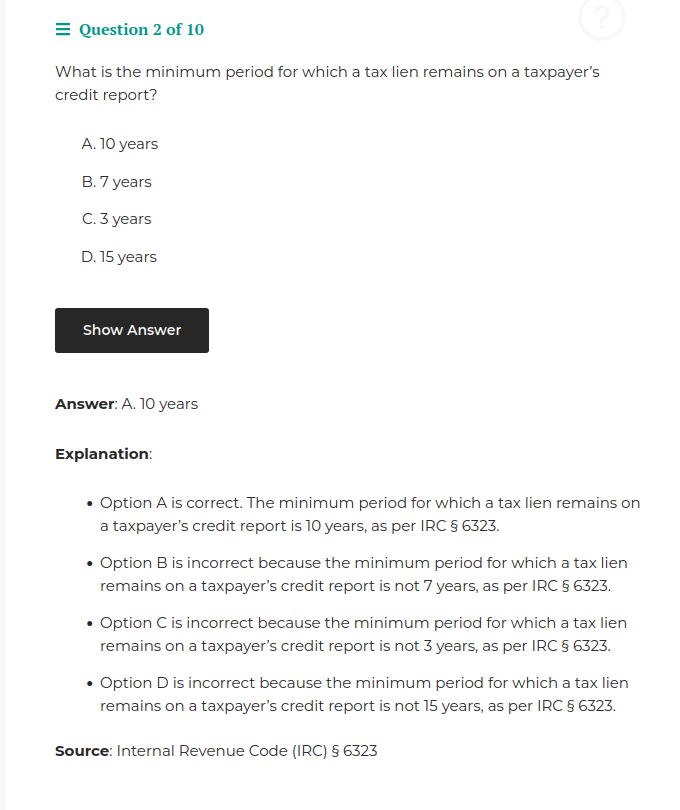 Question 2 of 10
?
What is the minimum period for which a tax lien remains on a taxpayer’s
credit report?
A. 10 years
B. 7 years
C. 3 years
D. 15 years
Show Answer
Answer: A. 10 years
Explanation:
• Option A is correct. The minimum period for which a tax lien remains on
a taxpayer’s credit report is 10 years, as per IRC § 6323.
• Option B is incorrect because the minimum period for which a tax lien
remains on a taxpayer’s credit report is not 7 years, as per IRC § 6323.
• Option C is incorrect because the minimum period for which a tax lien
remains on a taxpayer’s credit report is not 3 years, as per IRC § 6323.
• Option D is incorrect because the minimum period for which a tax lien
remains on a taxpayer’s credit report is not 15 years, as per IRC § 6323.
Source: Internal Revenue Code (IRC) § 6323